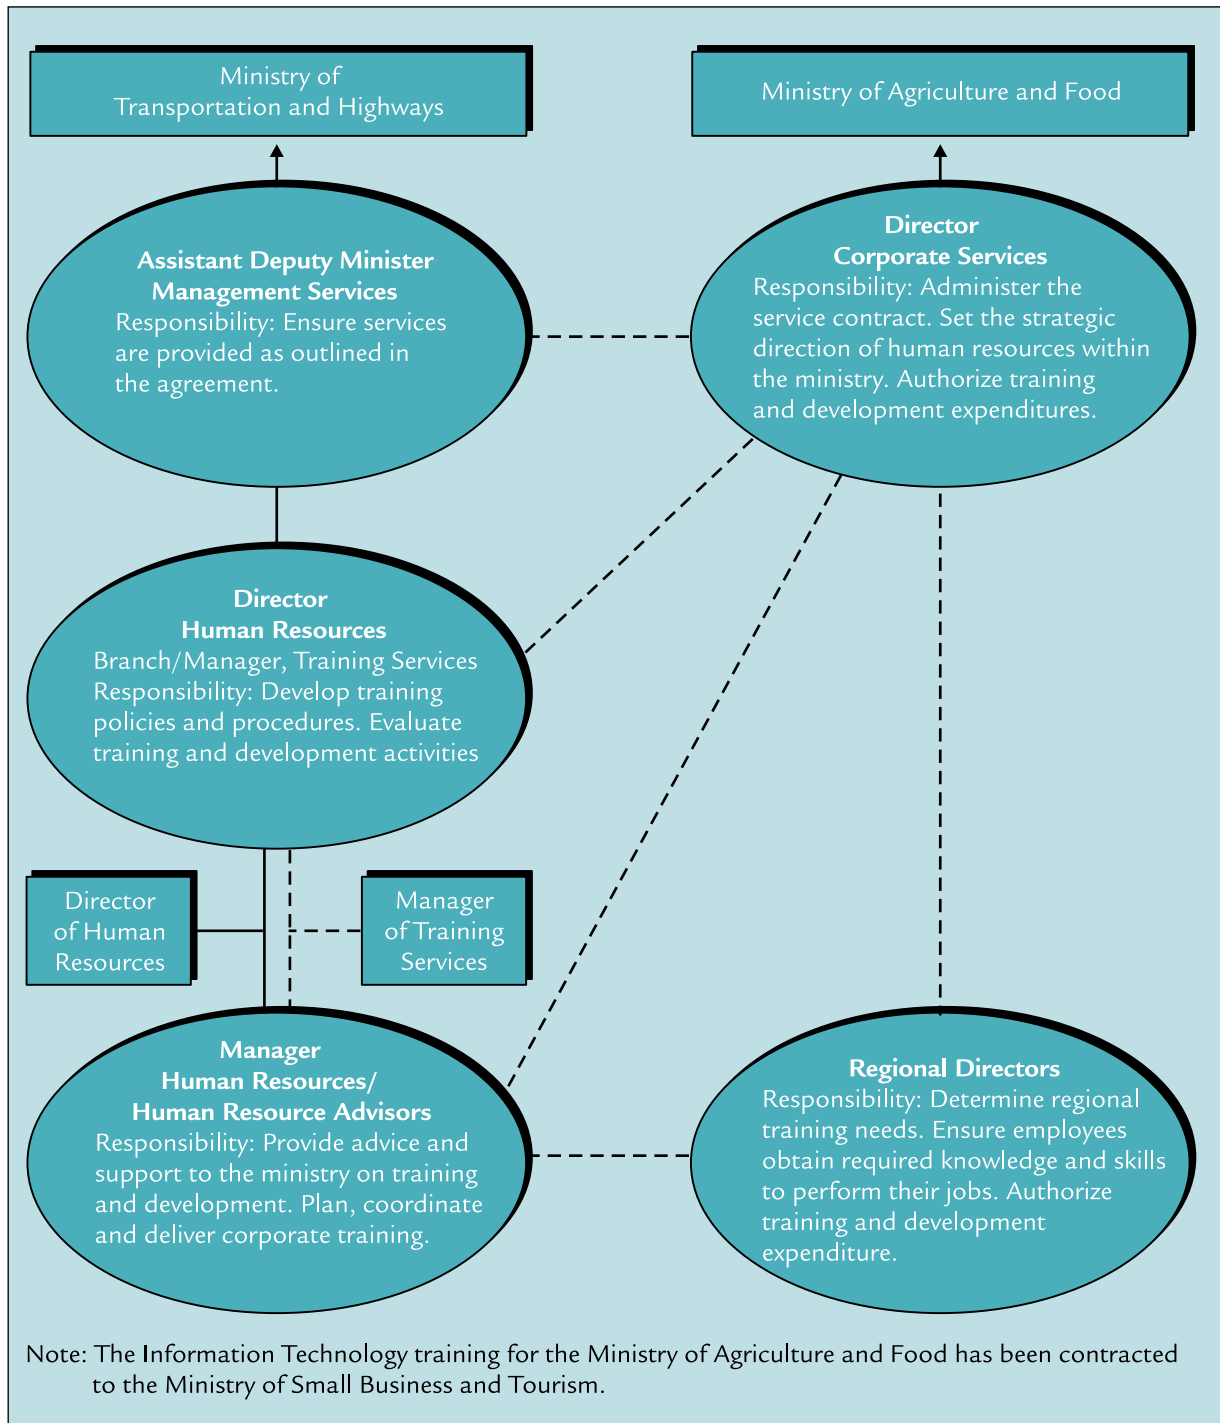 Ministry of
Transportation and Highways
Ministry of Agriculture and Food
Assistant Deputy Minister
Management Services
Responsibility: Ensure services
are provided as outlined in
the agreement.
Director
Corporate Services
Responsibility: Administer the
service contract. Set the strategic
direction of human resources within
the ministry. Authorize training
and development expenditures.
Director
Human Resources
Branch/Manager, Training Services
Responsibility: Develop training
policies and procedures. Evaluate
training and development activities
Director
of Human
Resources
Manager
of Training
Services
Manager
Human Resources/
Human Resource Advisors
Responsibility: Provide advice and
support to the ministry on training
and development. Plan, coordinate
and deliver corporate training.
Regional Directors
Responsibility: Determine regional
training needs. Ensure employees
obtain required knowledge and skills
to perform their jobs. Authorize
training and development
expenditure.
Note: The Information Technology training for the Ministry of Agriculture and Food has been contracted
to the Ministry of Small Business and Tourism.